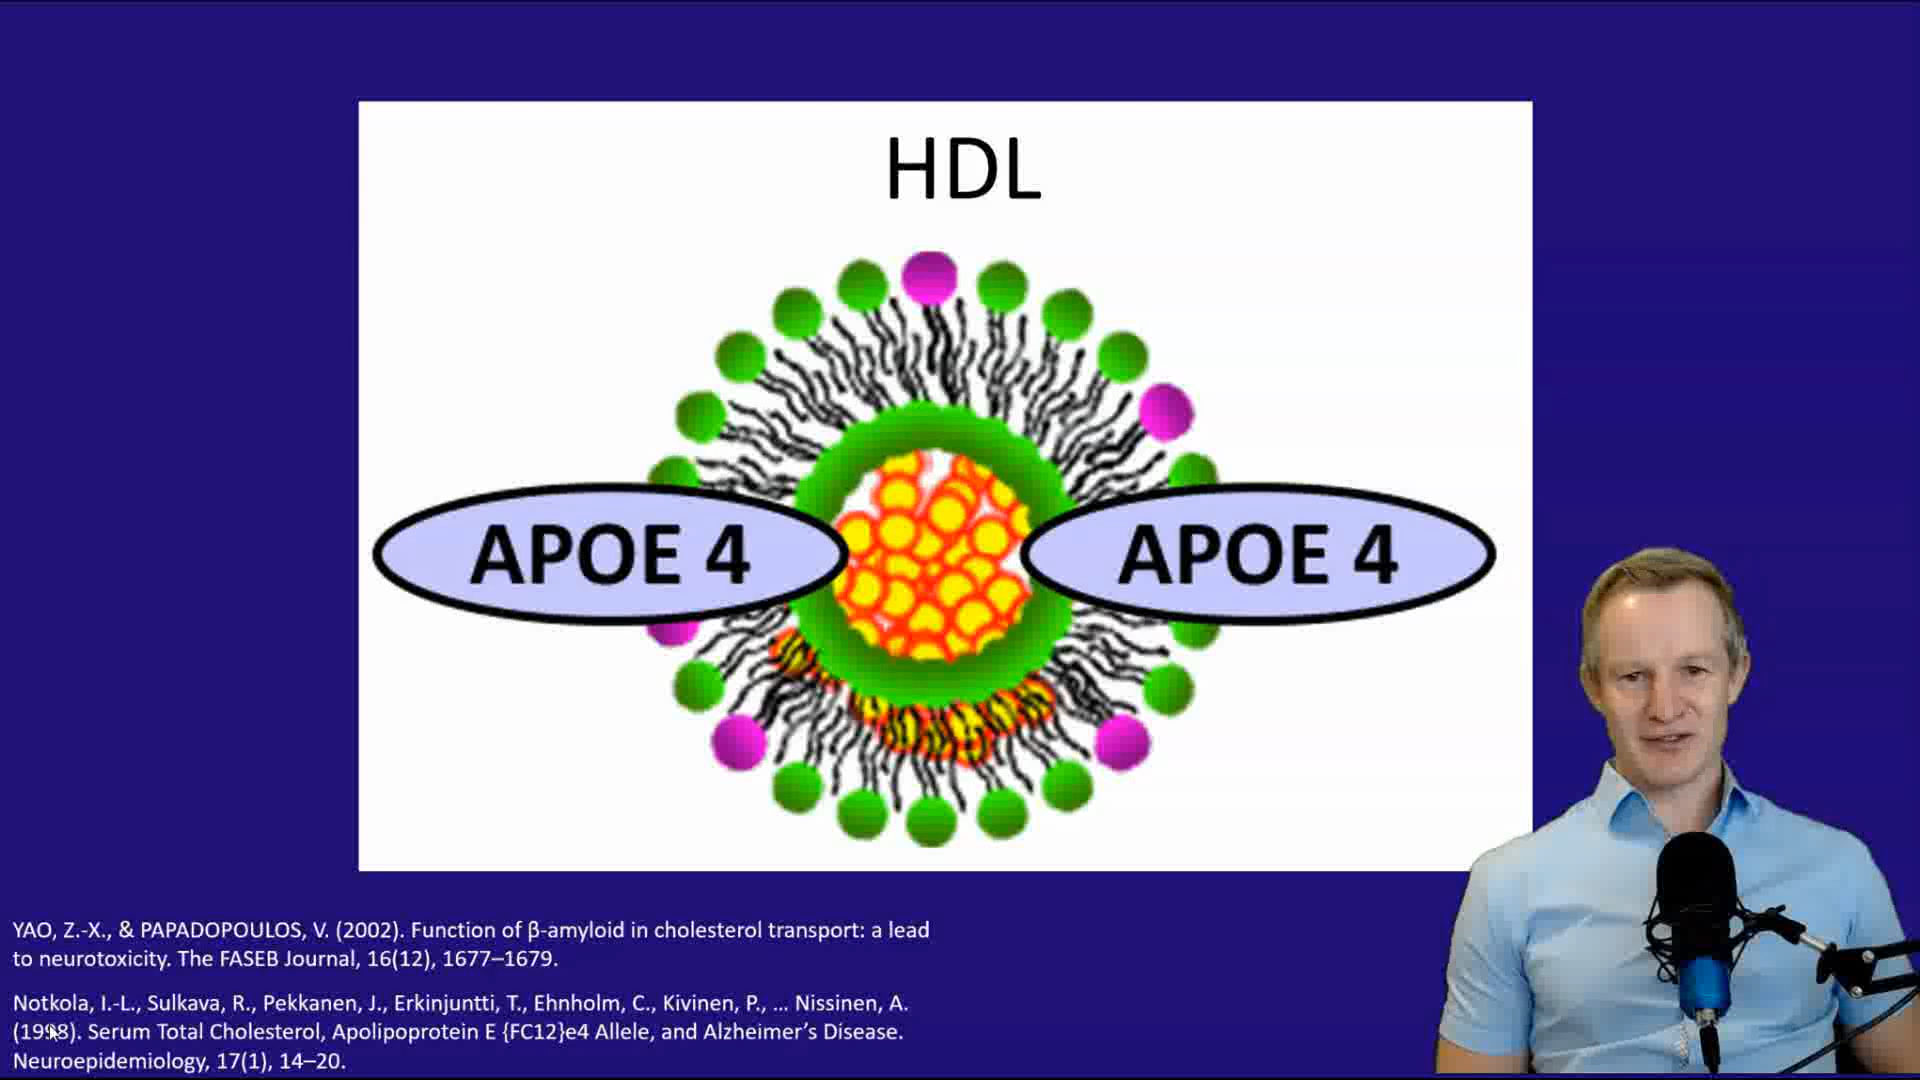 HDL
APOE 4
APOE 4
YAO, Z.-X., & PAPADOPOULOS, V. (2002). Function of β-amyloid in cholesterol transport: a lead
to neurotoxicity. The FASEB Journal, 16(12), 1677–1679.
Notkola, I.-L., Sulkava, R., Pekkanen, J., Erkinjuntti, T., Ehnholm, C., Kivinen, P., ... Nissinen, A.
(1998). Serum Total Cholesterol, Apolipoprotein E {FC12}e4 Allele, and Alzheimer’s Disease.
Neuroepidemiology, 17(1), 14–20.